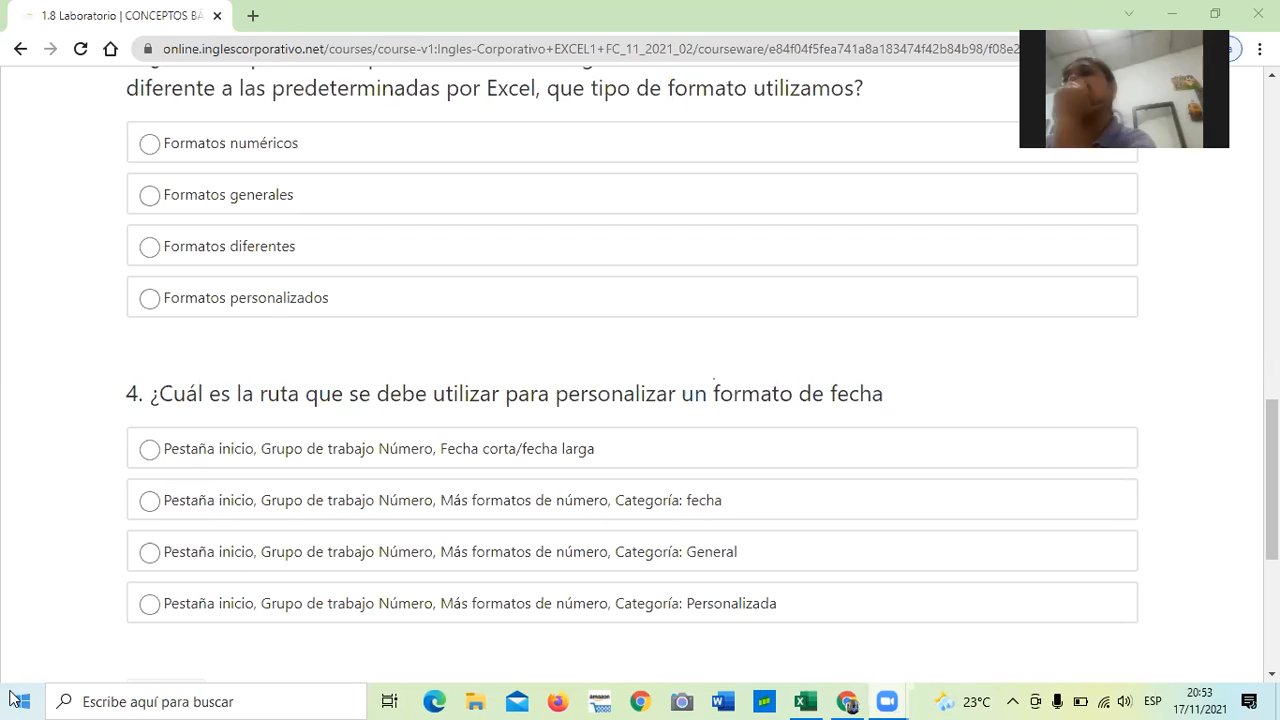 1.8 Laboratorio | CONCEPTOS BÁ
online.inglescorporativo.net/courses/course-v1:Ingles-Corporativo+EXCEL1+FC_11_2021_02/courseware/e84f00f5fea741a8a183474f42b84b98/f08e2
diferente a las predeterminadas por Excel, que tipo de formato utilizamos?
Formatos numéricos
Formatos generales
Formatos diferentes
Formatos personalizados
4. ¿Cuál es la ruta que se debe utilizar para personalizar un formato de fecha
Pestaña inicio, Grupo de trabajo Número, Fecha corta/fecha larga
Pestaña inicio, Grupo de trabajo Número, Más formatos de número, Categoría: fecha
Pestaña inicio, Grupo de trabajo Número, Más formatos de número, Categoría: General
Pestaña inicio, Grupo de trabajo Número, Más formatos de número, Categoría: Personalizada
Escribe aquí para buscar
amazon
23°C
ESP
20:53
17/11/2021